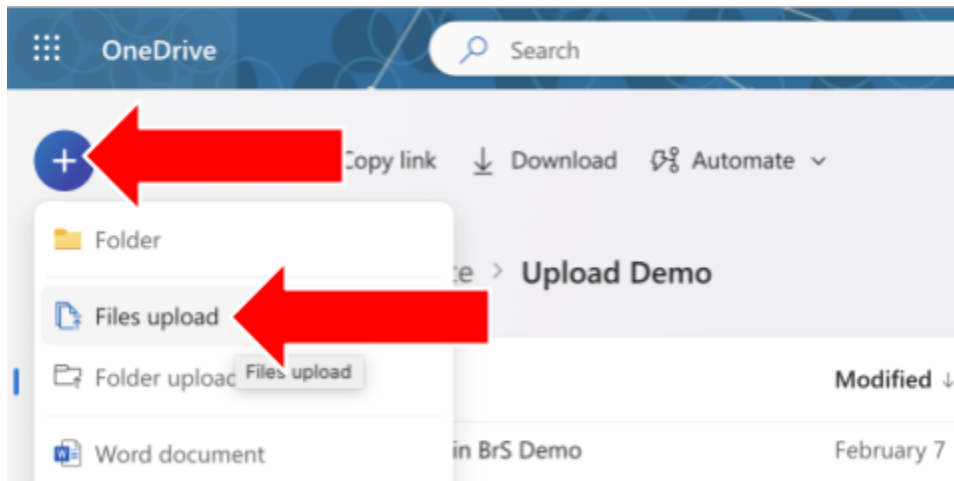 OneDrive Search
Copy link Download Automate
Folder
> Upload Demo
Files upload
Folder upload Files upload
Modified
Word document in BrS Demo February 7